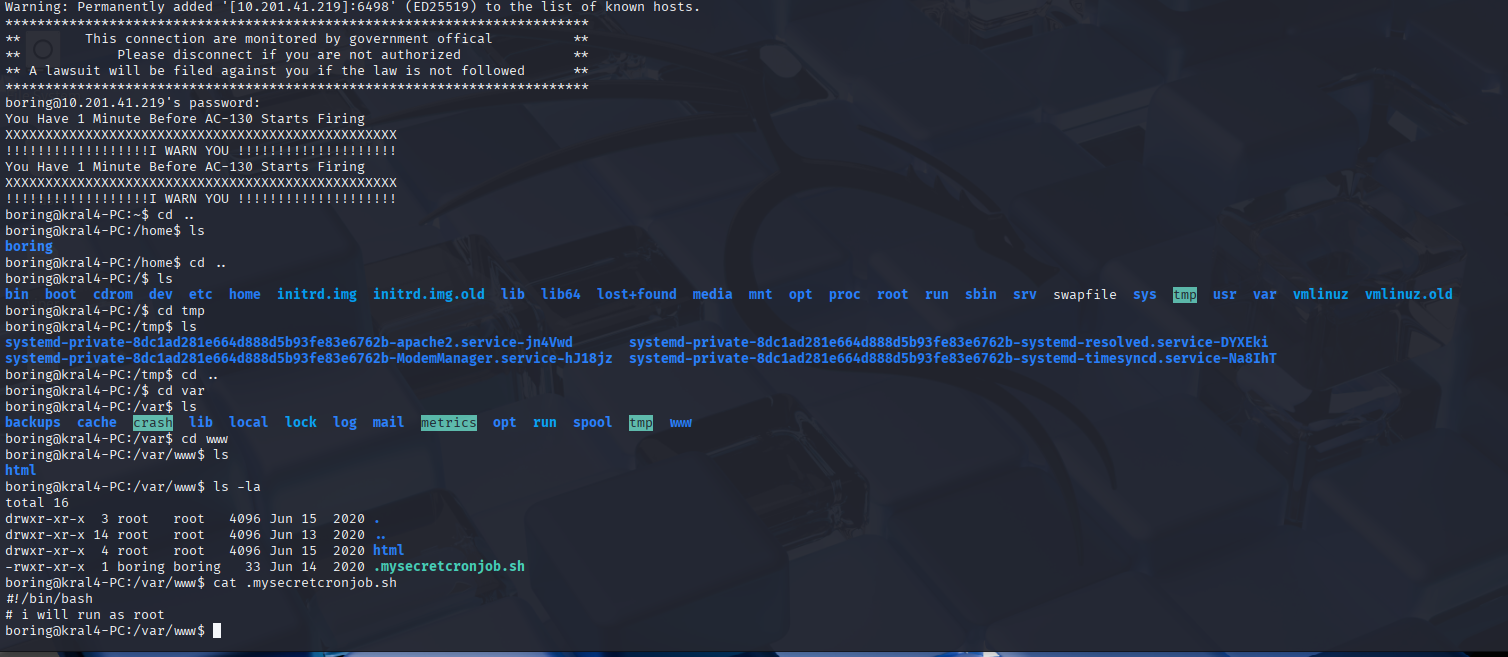 Warning: Permanently added '[10.201.41.219]:6498' (ED25519) to the list of known hosts.
*************************************************************************
**        This connection are monitored by government offical          **
**            Please disconnect if you are not authorized              **
** A lawsuit will be filed against you if the law is not followed      **
*************************************************************************
boring@10.201.41.219's password:
You Have 1 Minute Before AC-130 Starts Firing
XXXXXXXXXXXXXXXXXXXXXXXXXXXXXXXXXXXXXXXXXXXXXXXXX
!!!!!!!!!!!!!!!!!!I WARN YOU !!!!!!!!!!!!!!!!!!!!
You Have 1 Minute Before AC-130 Starts Firing
XXXXXXXXXXXXXXXXXXXXXXXXXXXXXXXXXXXXXXXXXXXXXXXXX
!!!!!!!!!!!!!!!!!!I WARN YOU !!!!!!!!!!!!!!!!!!!!
boring@kral4-PC:~$ cd ..
boring@kral4-PC:/home$ ls
boring
boring@kral4-PC:/home$ cd ..
boring@kral4-PC:/$ ls
bin  boot  cdrom  dev  etc  home  initrd.img  initrd.img.old  lib  lib64  lost+found  media  mnt  opt  proc  root  run  sbin  srv  swapfile  sys  tmp  usr  var  vmlinuz  vmlinuz.old
boring@kral4-PC:/$ cd tmp
boring@kral4-PC:/tmp$ ls
systemd-private-8dc1ad281e664d888d5b93fe83e6762b-apache2.service-jn4Vwd       systemd-private-8dc1ad281e664d888d5b93fe83e6762b-systemd-resolved.service-DYXEki
systemd-private-8dc1ad281e664d888d5b93fe83e6762b-ModemManager.service-hJ18jz  systemd-private-8dc1ad281e664d888d5b93fe83e6762b-systemd-timesyncd.service-Na8IhT
boring@kral4-PC:/tmp$ cd ..
boring@kral4-PC:/$ cd var
boring@kral4-PC:/var$ ls
backups  cache  crash  lib  local  lock  log  mail  metrics  opt  run  spool  tmp  www
boring@kral4-PC:/var$ cd www
boring@kral4-PC:/var/www$ ls
html
boring@kral4-PC:/var/www$ ls -la
total 16
drwxr-xr-x  3 root   root   4096 Jun 15  2020 .
drwxr-xr-x 14 root   root   4096 Jun 13  2020 ..
drwxr-xr-x  4 root   root   4096 Jun 15  2020 html
-rwxr-xr-x  1 boring boring   33 Jun 14  2020 .mysecretcronjob.sh
boring@kral4-PC:/var/www$ cat .mysecretcronjob.sh
#!/bin/bash
# i will run as root
boring@kral4-PC:/var/www$